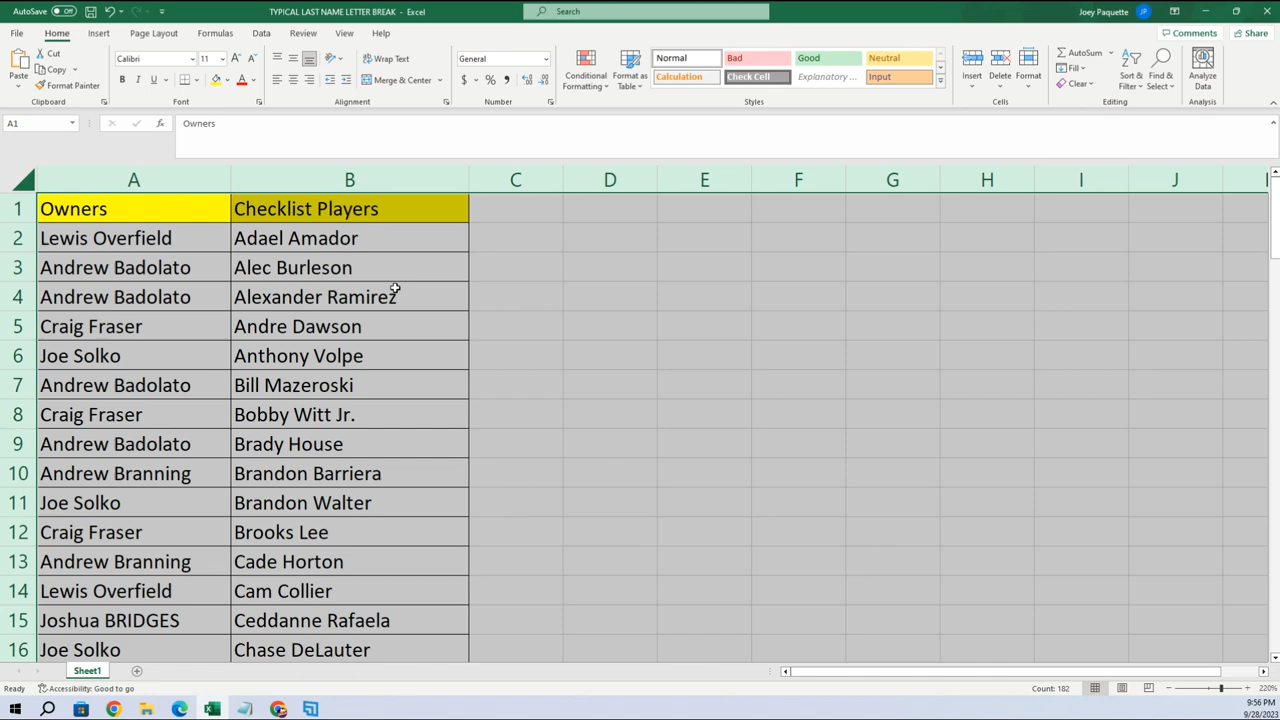 AutoSave Off TYPICAL LAST NAME LETTER BREAK - Excel Search Joey Paquette JP
File Home Insert Page Layout Formulas Data Review View Help Comments Share
Paste Cut Copy Format Painter Clipboard
Calibri 11 A A B I U A Font
Wrap Text Merge & Center Alignment
General $ % , Number
Conditional Formatting Format as Table Normal Bad Good Neutral Calculation Check Cell Explanatory ... Input Styles
Insert Delete Format Cells
AutoSum Fill Clear Sort & Filter Find & Select Editing
Analyze Data Analysis
A1 fx Owners
A B C D E F G H I J
1 Owners Checklist Players
2 Lewis Overfield Adael Amador
3 Andrew Badolato Alec Burleson
4 Andrew Badolato Alexander Ramirez
5 Craig Fraser Andre Dawson
6 Joe Solko Anthony Volpe
7 Andrew Badolato Bill Mazeroski
8 Craig Fraser Bobby Witt Jr.
9 Andrew Badolato Brady House
10 Andrew Branning Brandon Barriera
11 Joe Solko Brandon Walter
12 Craig Fraser Brooks Lee
13 Andrew Branning Cade Horton
14 Lewis Overfield Cam Collier
15 Joshua BRIDGES Ceddanne Rafaela
16 Joe Solko Chase DeLauter
Sheet1
Ready Accessibility: Good to go Count: 182 220%
9:56 PM
9/28/2023